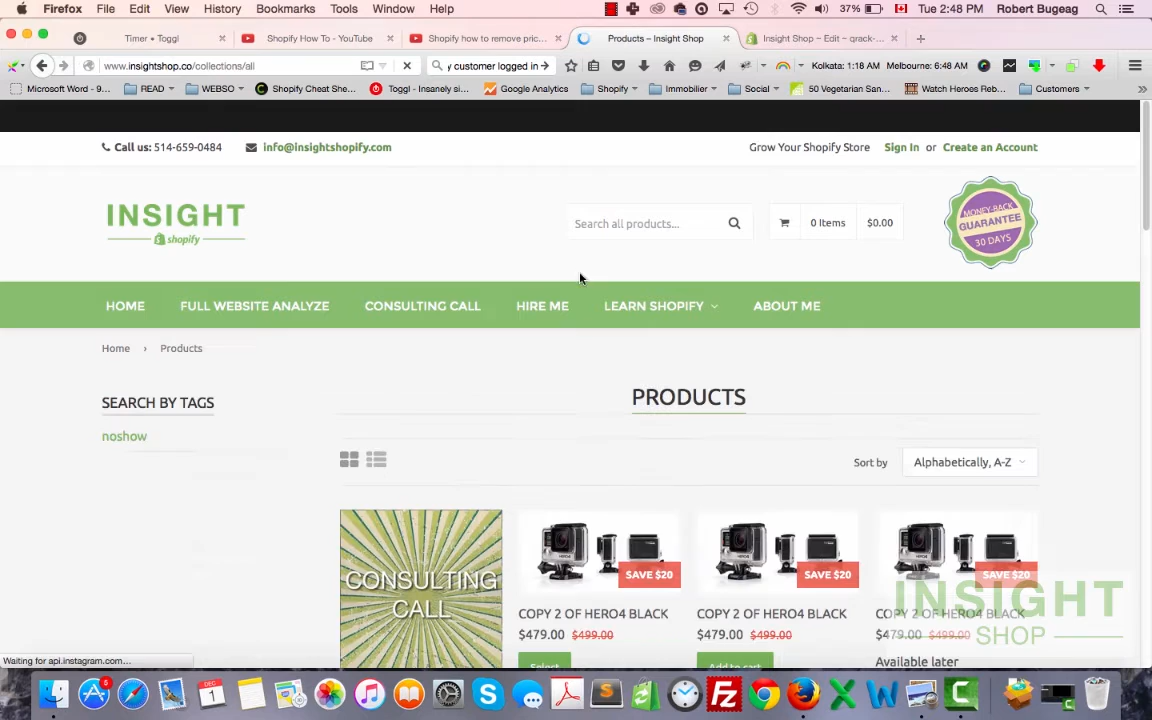 Firefox File Edit View History Bookmarks Tools Window Help 37% Tue 2:48 PM Robert Bugeag
Timer • Toggl Shopify How To - YouTube Shopify how to remove pric... Products – Insight Shop Insight Shop ~ Edit ~ qrack-...
www.insightshop.co/collections/all y customer logged in Kolkata: 1:18 AM Melbourne: 6:48 AM
Microsoft Word - 9... READ WEBSO Shopify Cheat She... Toggl - Insanely si... Google Analytics Shopify Immobilier Social 50 Vegetarian San... Watch Heroes Reb... Customers
Call us: 514-659-0484 info@insightshopify.com Grow Your Shopify Store Sign In or Create an Account
INSIGHT
shopify
Search all products... 0 Items $0.00
MONEY-BACK
GUARANTEE
30 DAYS
HOME FULL WEBSITE ANALYZE CONSULTING CALL HIRE ME LEARN SHOPIFY ABOUT ME
Home › Products
SEARCH BY TAGS
noshow
PRODUCTS
Sort by Alphabetically, A-Z
CONSULTING
CALL
SAVE $20 SAVE $20 SAVE $20
COPY 2 OF HERO4 BLACK COPY 2 OF HERO4 BLACK COPY 2 OF HERO4 BLACK
$479.00 $499.00 $479.00 $499.00 $479.00 $499.00
Available later
Select Add to cart
INSIGHT
SHOP
Waiting for api.instagram.com...